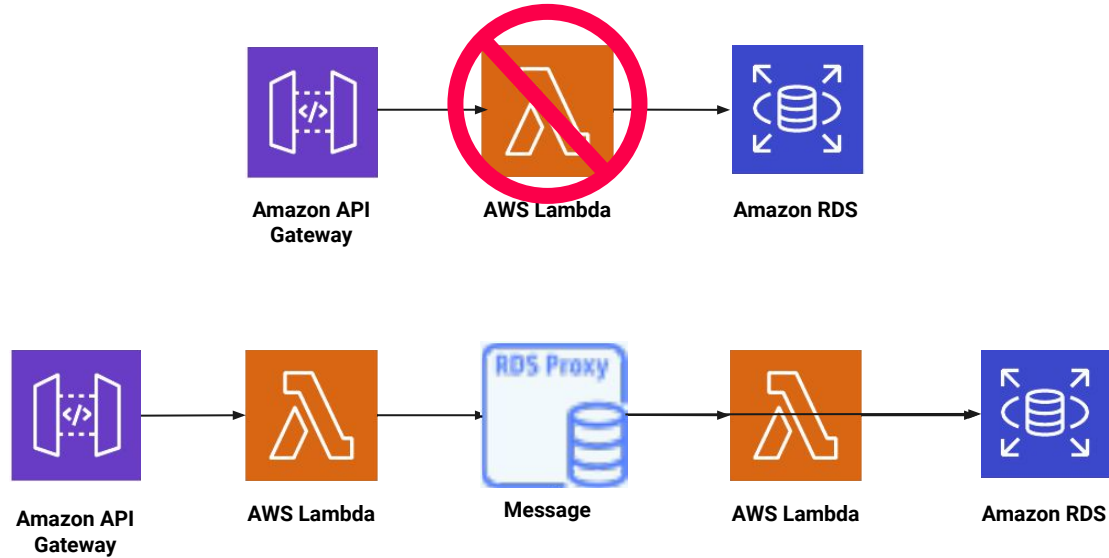 </>
Amazon API
Gateway
AWS Lambda
Amazon RDS
RDS Proxy
</>
Amazon API
Gateway
AWS Lambda
Message
AWS Lambda
Amazon RDS